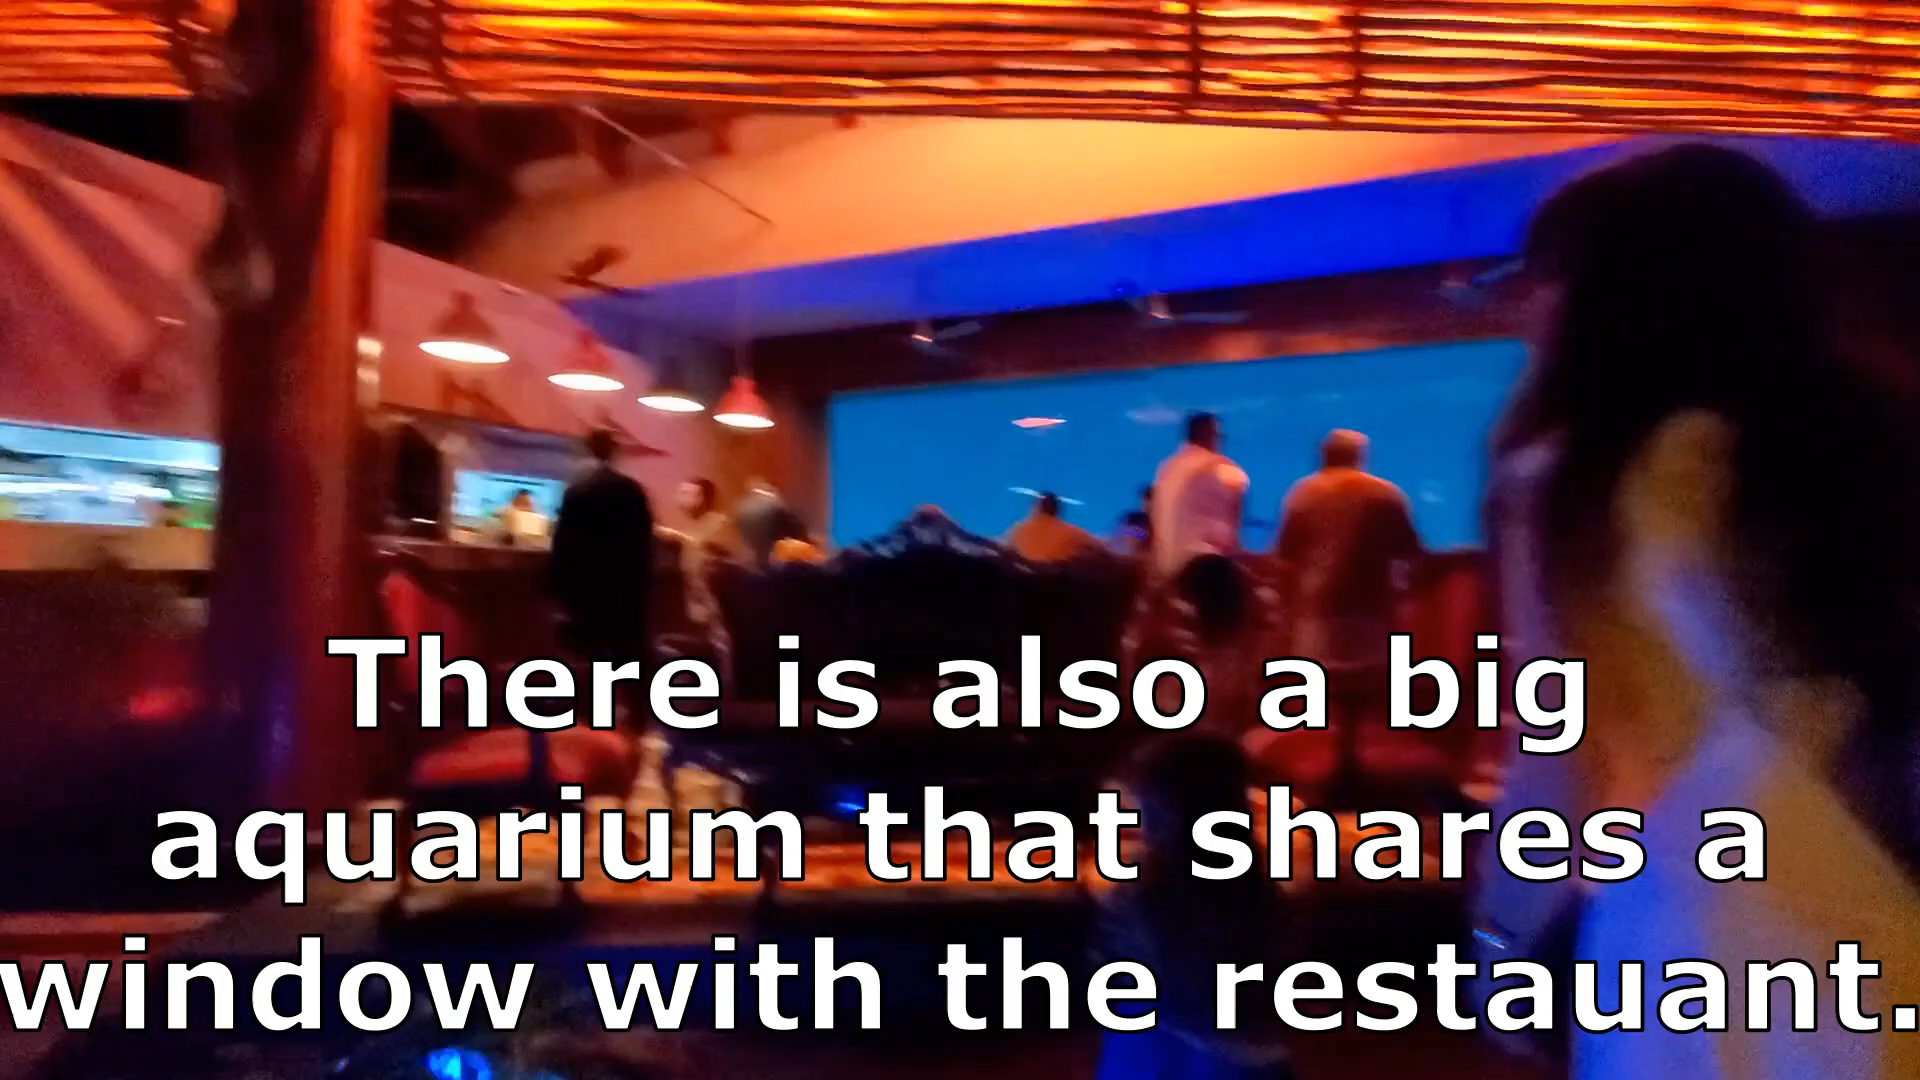 There is also a big
aquarium that shares a
window with the restauant.